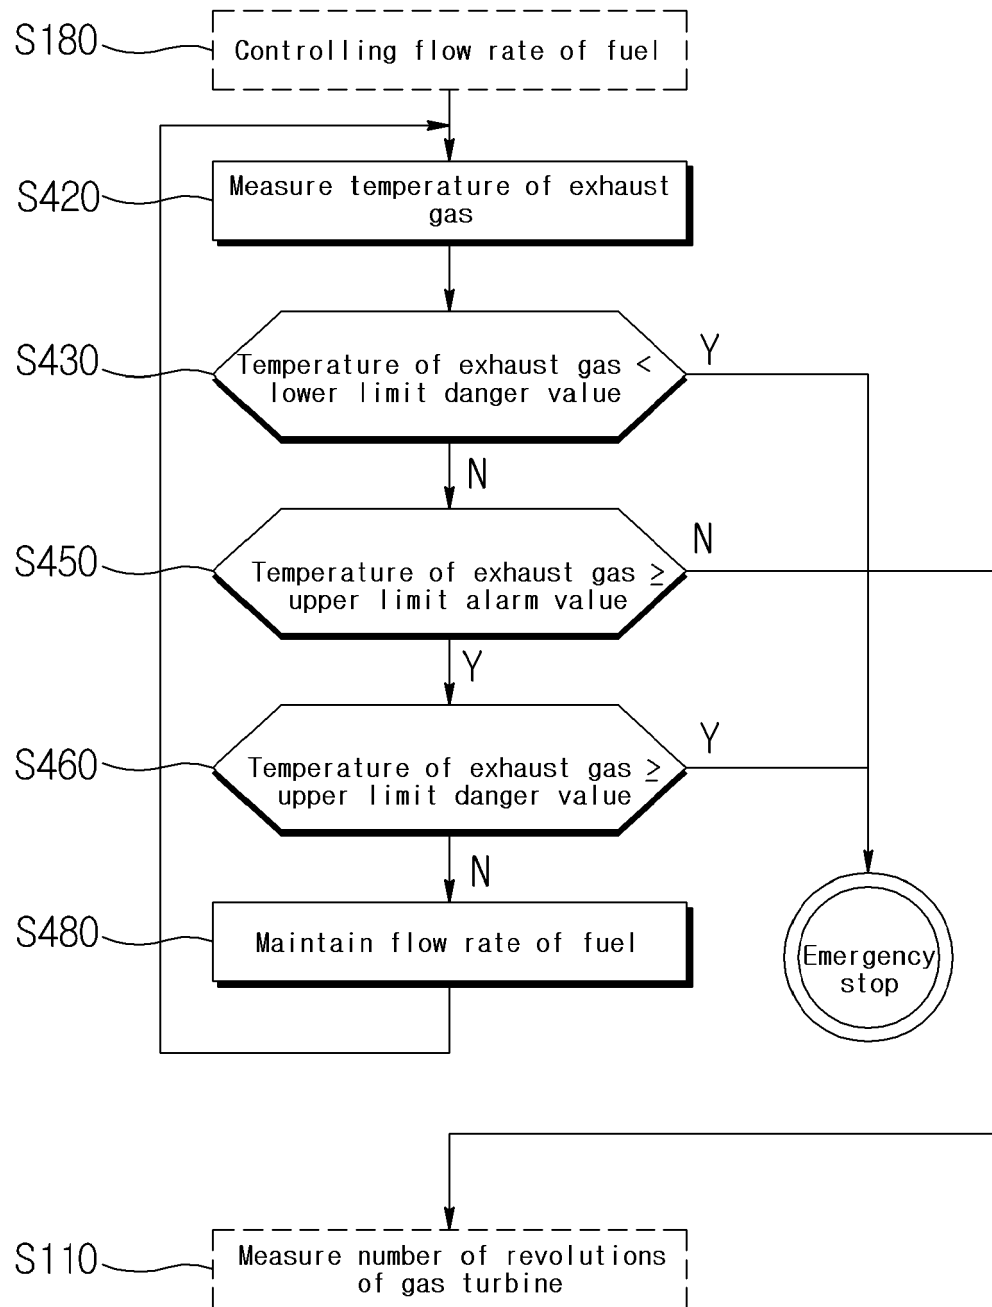 S180
Controlling flow rate of fuel
S420
Measure temperature of exhaust
gas
S430
Temperature of exhaust gas <
lower limit danger value
Y
N
S450
Temperature of exhaust gas ≥
upper limit alarm value
N
Y
S460
Temperature of exhaust gas ≥
upper limit danger value
Y
N
S480
Maintain flow rate of fuel
Emergency
stop
S110
Measure number of revolutions
of gas turbine